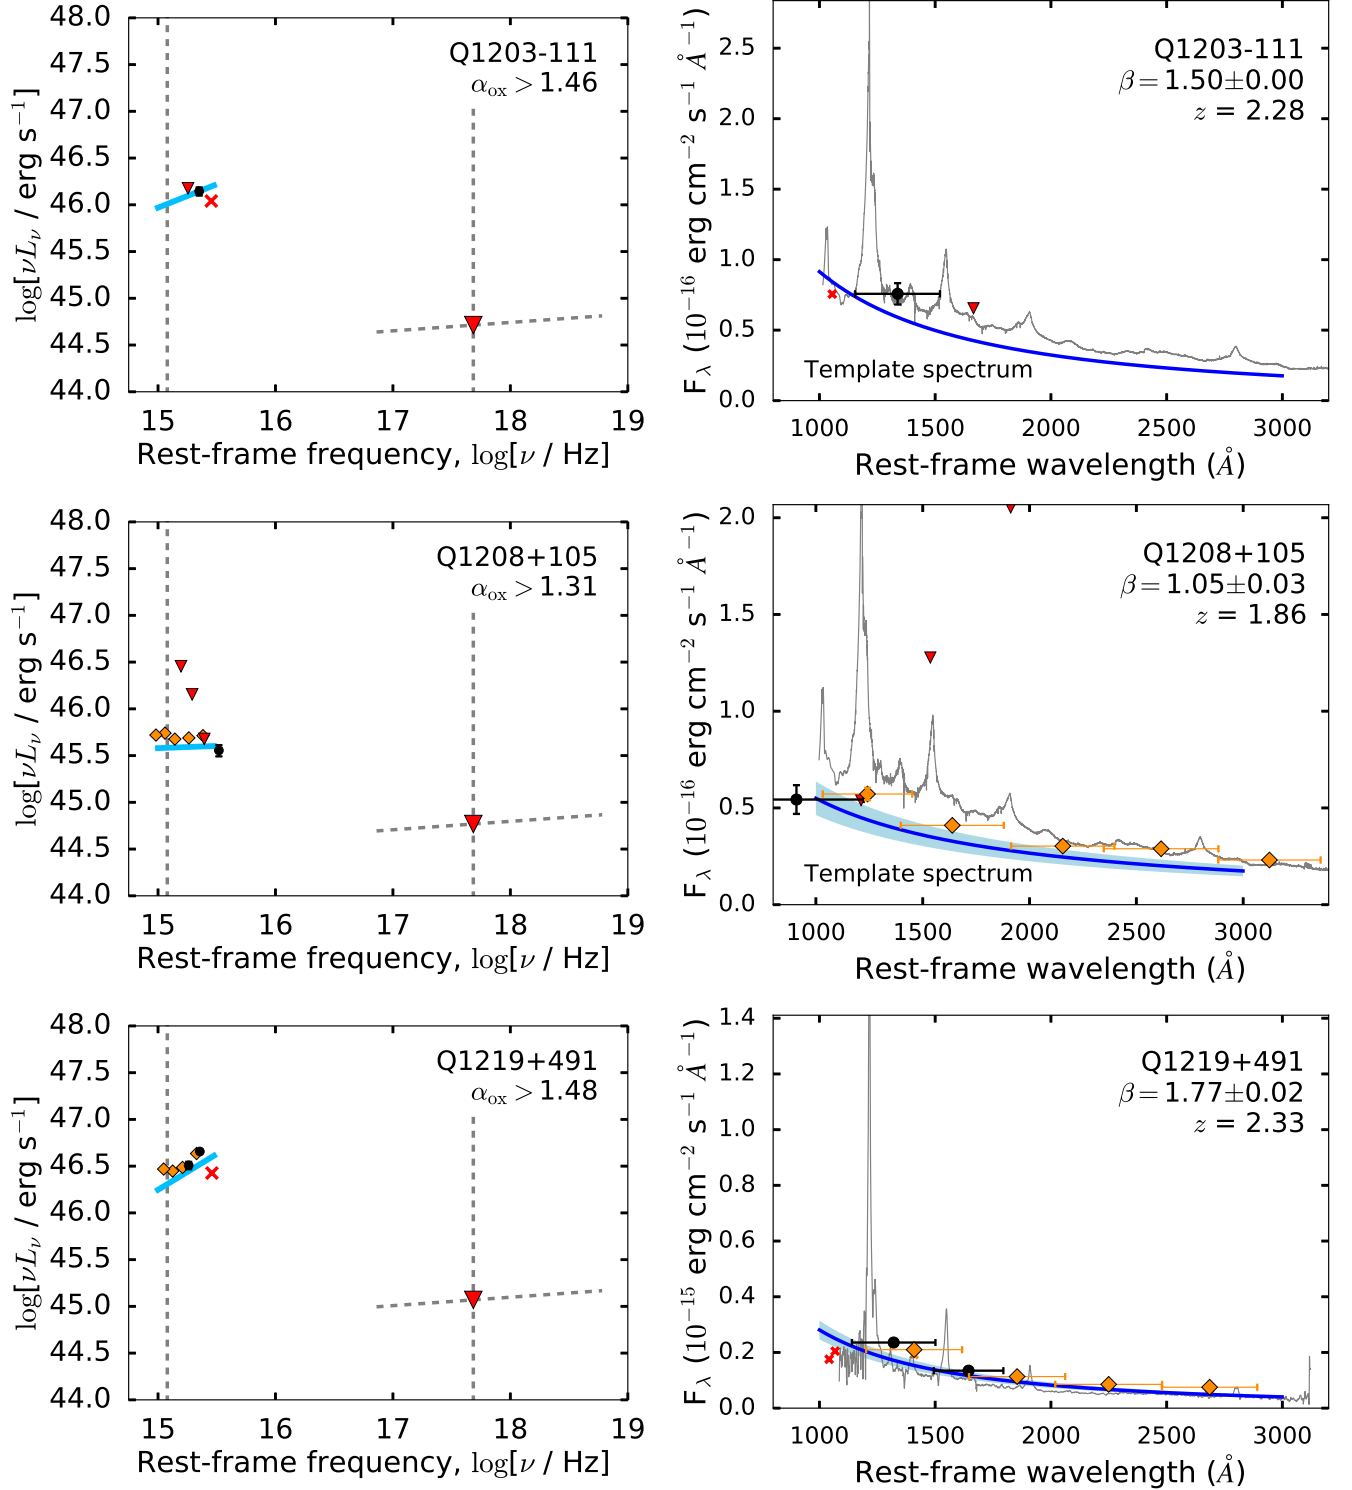 48.0
47.5
47.0
46.5
46.0
45.5
45.0
44.5
44.0
log[νLν / erg s⁻¹]
Q1203-111
αox > 1.46
15 16 17 18 19
Rest-frame frequency, log[ν / Hz]
2.5
2.0
1.5
1.0
0.5
0.0
Fλ (10⁻¹⁶ erg cm⁻² s⁻¹ Å⁻¹)
Q1203-111
β = 1.50±0.00
z = 2.28
Template spectrum
1000 1500 2000 2500 3000
Rest-frame wavelength (Å)
48.0
47.5
47.0
46.5
46.0
45.5
45.0
44.5
44.0
log[νLν / erg s⁻¹]
Q1208+105
αox > 1.31
15 16 17 18 19
Rest-frame frequency, log[ν / Hz]
2.0
1.5
1.0
0.5
0.0
Fλ (10⁻¹⁶ erg cm⁻² s⁻¹ Å⁻¹)
Q1208+105
β = 1.05±0.03
z = 1.86
Template spectrum
1000 1500 2000 2500 3000
Rest-frame wavelength (Å)
48.0
47.5
47.0
46.5
46.0
45.5
45.0
44.5
44.0
log[νLν / erg s⁻¹]
Q1219+491
αox > 1.48
15 16 17 18 19
Rest-frame frequency, log[ν / Hz]
1.4
1.2
1.0
0.8
0.6
0.4
0.2
0.0
Fλ (10⁻¹⁵ erg cm⁻² s⁻¹ Å⁻¹)
Q1219+491
β = 1.77±0.02
z = 2.33
1000 1500 2000 2500 3000
Rest-frame wavelength (Å)